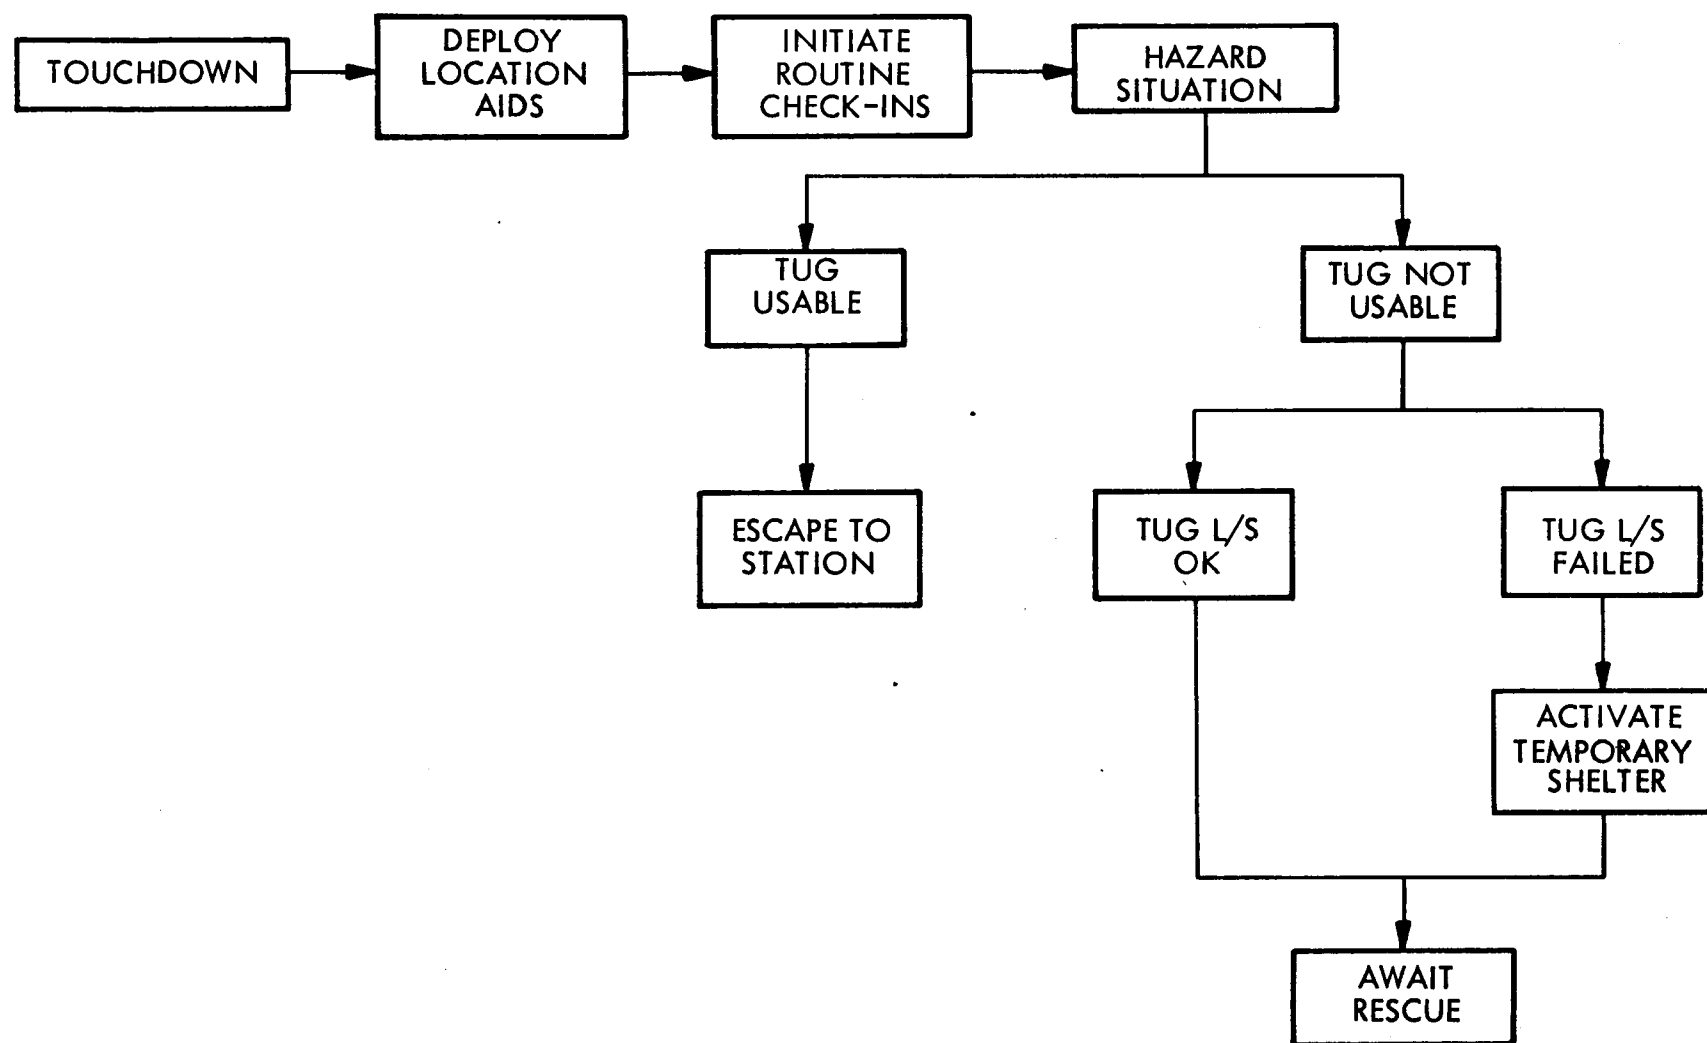 TOUCHDOWN
DEPLOY
LOCATION
AIDS
INITIATE
ROUTINE
CHECK-INS
HAZARD
SITUATION
TUG
USABLE
TUG NOT
USABLE
ESCAPE TO
STATION
TUG L/S
OK
TUG L/S
FAILED
ACTIVATE
TEMPORARY
SHELTER
AWAIT
RESCUE